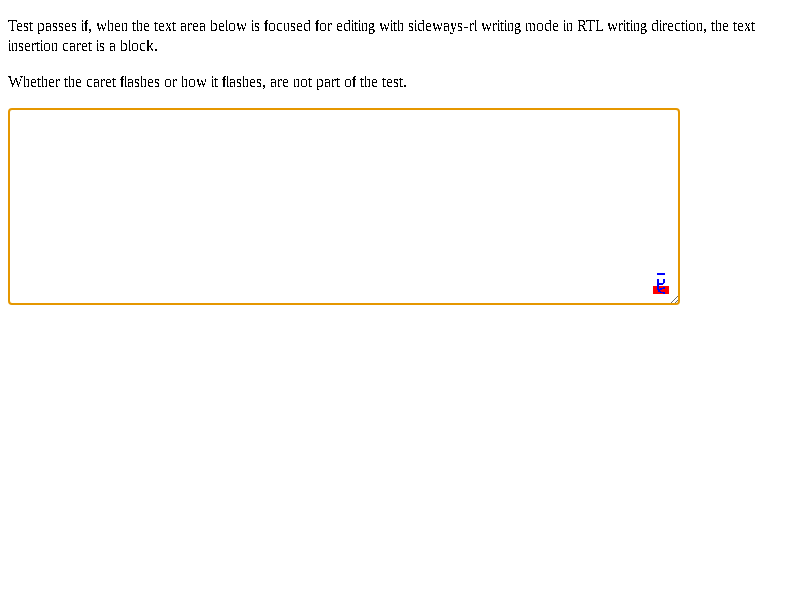 Test passes if, when the text area below is focused for editing with sideways-rl writing mode in RTL writing direction, the text
insertion caret is a block.
Whether the caret flashes or how it flashes, are not part of the test.